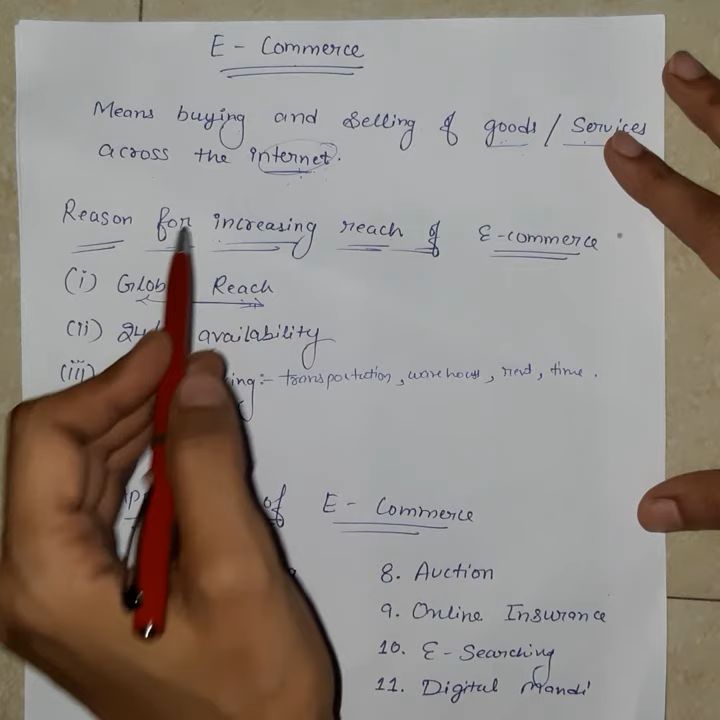 E - Commerce
Means buying and selling of goods / Services
across the internet.
Reason for increasing reach of E-commerce
(i) Global Reach
(ii) availability
(iii) transportation, warehouse, rent, time.
of E - Commerce
8. Auction
9. Online Insurance
10. E-Searching
11. Digital Mandi